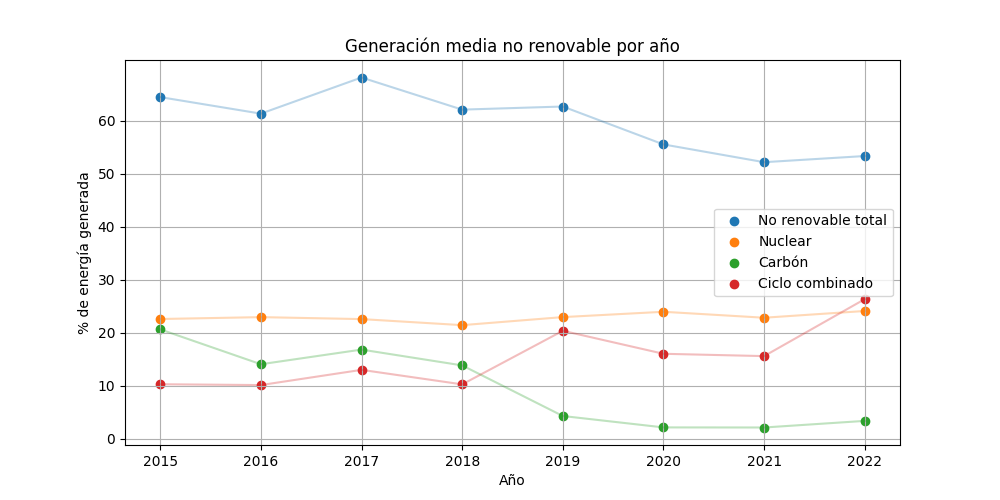 Generación media no renovable por año
% de energía generada
60
50
40
30
20
10
0
No renovable total
Nuclear
Carbón
Ciclo combinado
2015 2016 2017 2018 2019 2020 2021 2022
Año